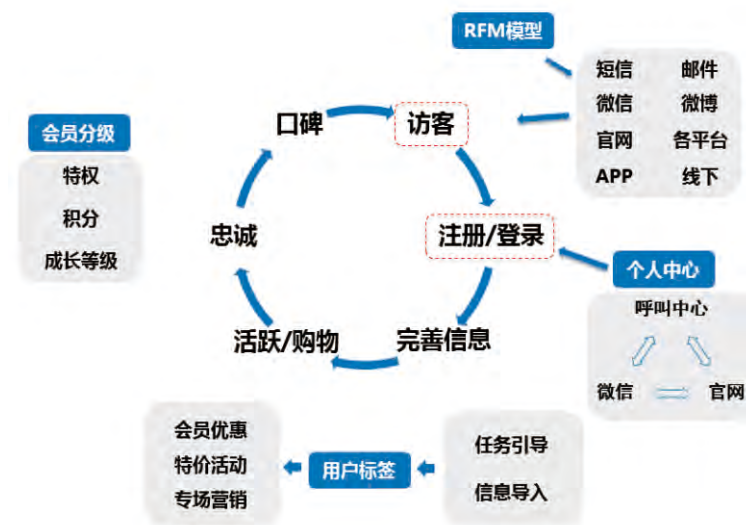 RFM模型
短信 邮件
微信 微博
官网 各平台
APP 线下
口碑
访客
会员分级
特权
积分
成长等级
忠诚
注册/登录
个人中心
呼叫中心
微信 官网
活跃/购物
完善信息
会员优惠
特价活动
专场营销
用户标签
任务引导
信息导入